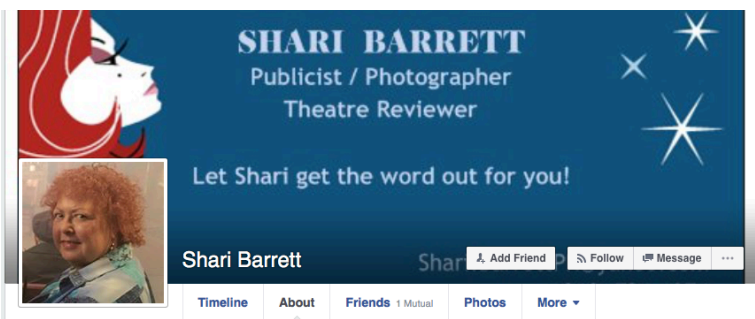 SHARI BARRETT
Publicist / Photographer
Theatre Reviewer
Let Shari get the word out for you!
Shari Barrett
Add Friend
Follow
Message
Timeline
About
Friends 1 Mutual
Photos
More